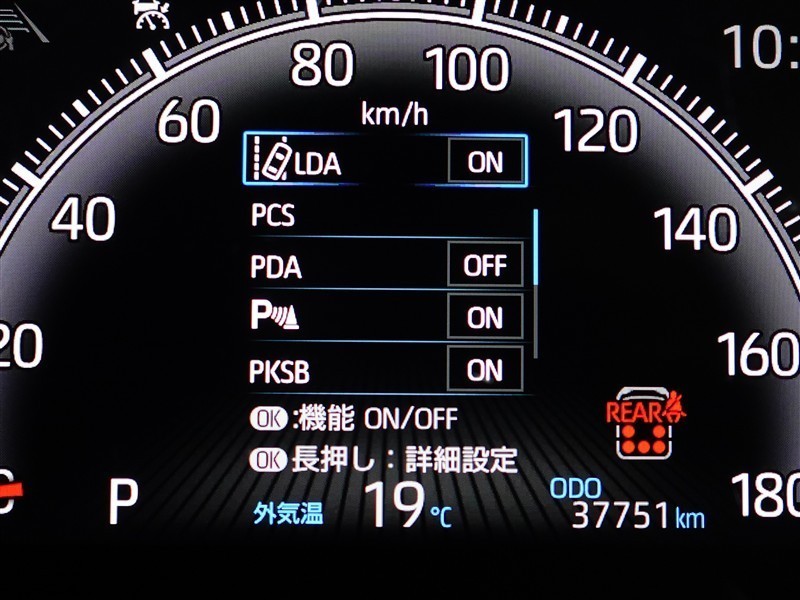 10:
80 100
km/h
60 120
LDA ON
PCS
40 140
PDA OFF
P ON
20 160
PKSB ON
REAR
OK:機能 ON/OFF
OK長押し:詳細設定
P 180
外気温 19℃
ODO
37751km